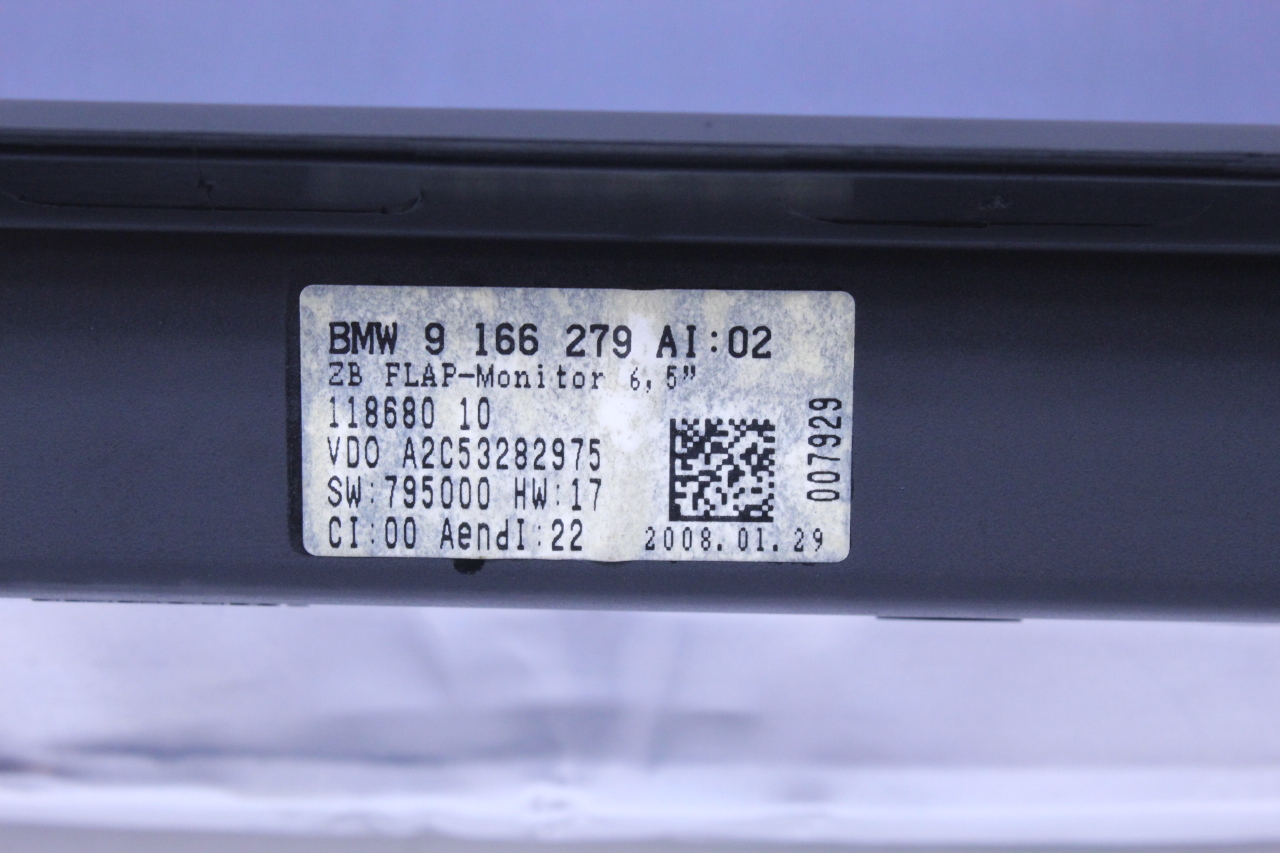 BMW 9 166 279 AI:02
ZB FLAP-Monitor 6,5"
118680 10
VDO A2C53282975
SW:795000 HW:17
CI:00 AendI:22
2008.01.29
007929